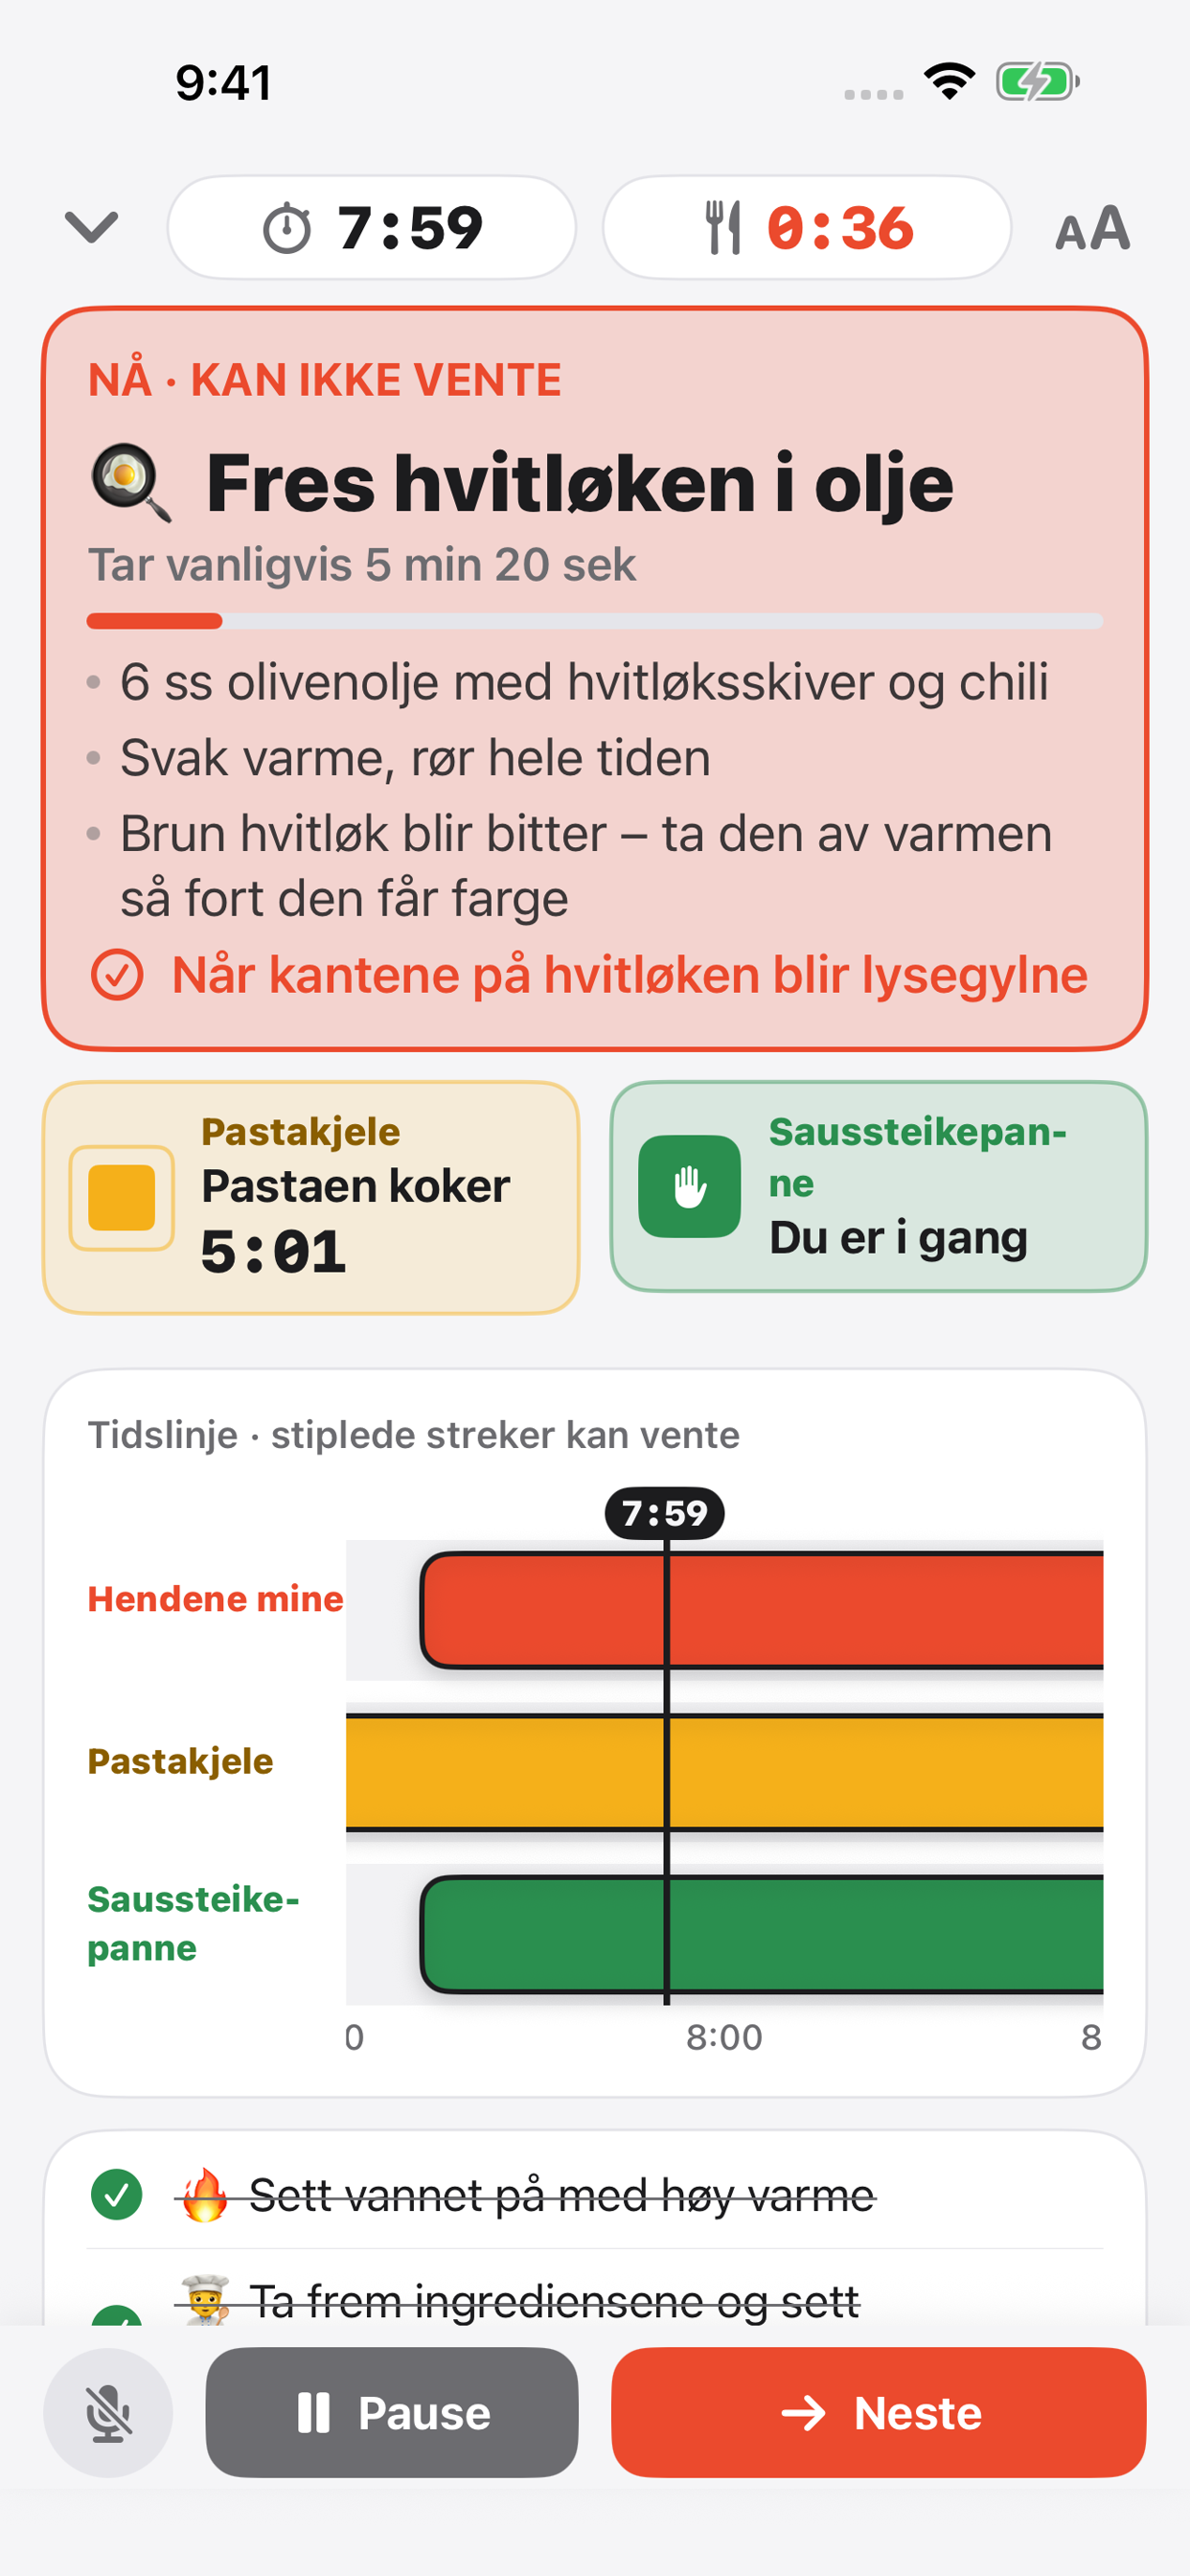 9:41
7:59
0:36
AA
NÅ · KAN IKKE VENTE
Fres hvitløken i olje
Tar vanligvis 5 min 20 sek
• 6 ss olivenolje med hvitløksskiver og chili
• Svak varme, rør hele tiden
• Brun hvitløk blir bitter – ta den av varmen
så fort den får farge
Når kantene på hvitløken blir lysegylne
Pastakjele
Pastaen koker
5:01
Saussteikepan-
ne
Du er i gang
Tidslinje · stiplede streker kan vente
7:59
Hendene mine
Pastakjele
Saussteike-
panne
0
8:00
8
Sett vannet på med høy varme
Ta frem ingrediensene og sett
Pause
Neste